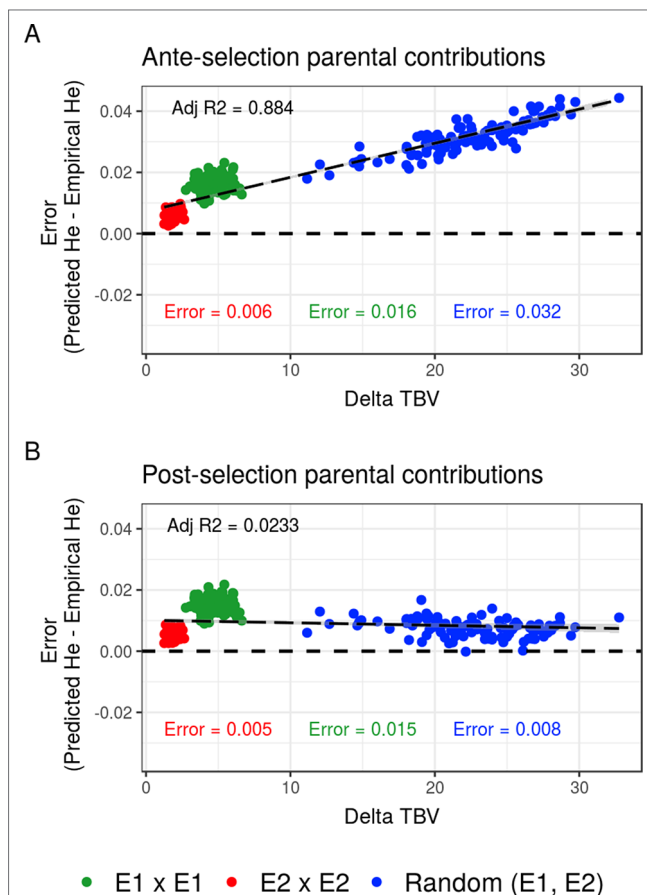 A
Ante-selection parental contributions
Adj R2 = 0.884
0.04
0.02
0.00
-0.02
Error
(Predicted He - Empirical He)
Error = 0.006 Error = 0.016 Error = 0.032
0 10 20 30
Delta TBV
B
Post-selection parental contributions
Adj R2 = 0.0233
0.04
0.02
0.00
-0.02
Error
(Predicted He - Empirical He)
Error = 0.005 Error = 0.015 Error = 0.008
0 10 20 30
Delta TBV
E1 x E1 E2 x E2 Random (E1, E2)